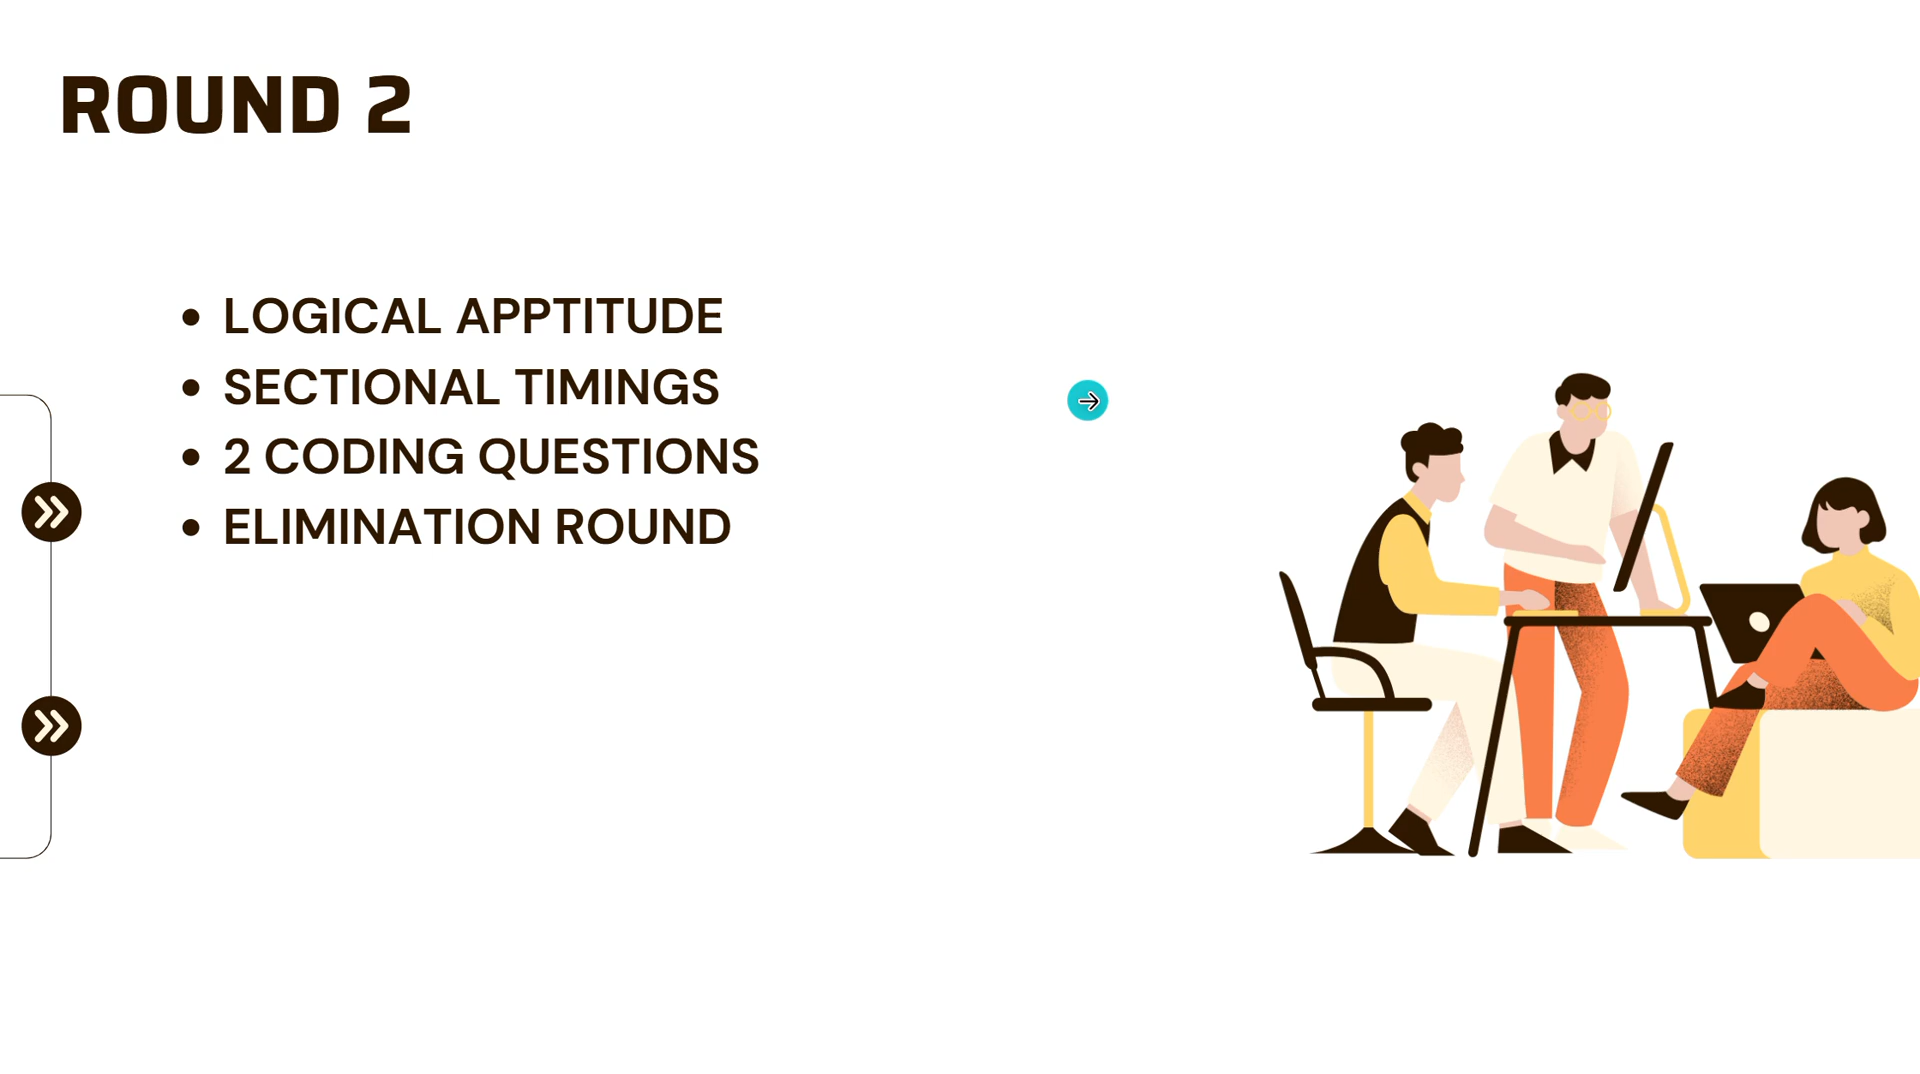 ROUND 2
• LOGICAL APPTITUDE
• SECTIONAL TIMINGS
• 2 CODING QUESTIONS
• ELIMINATION ROUND